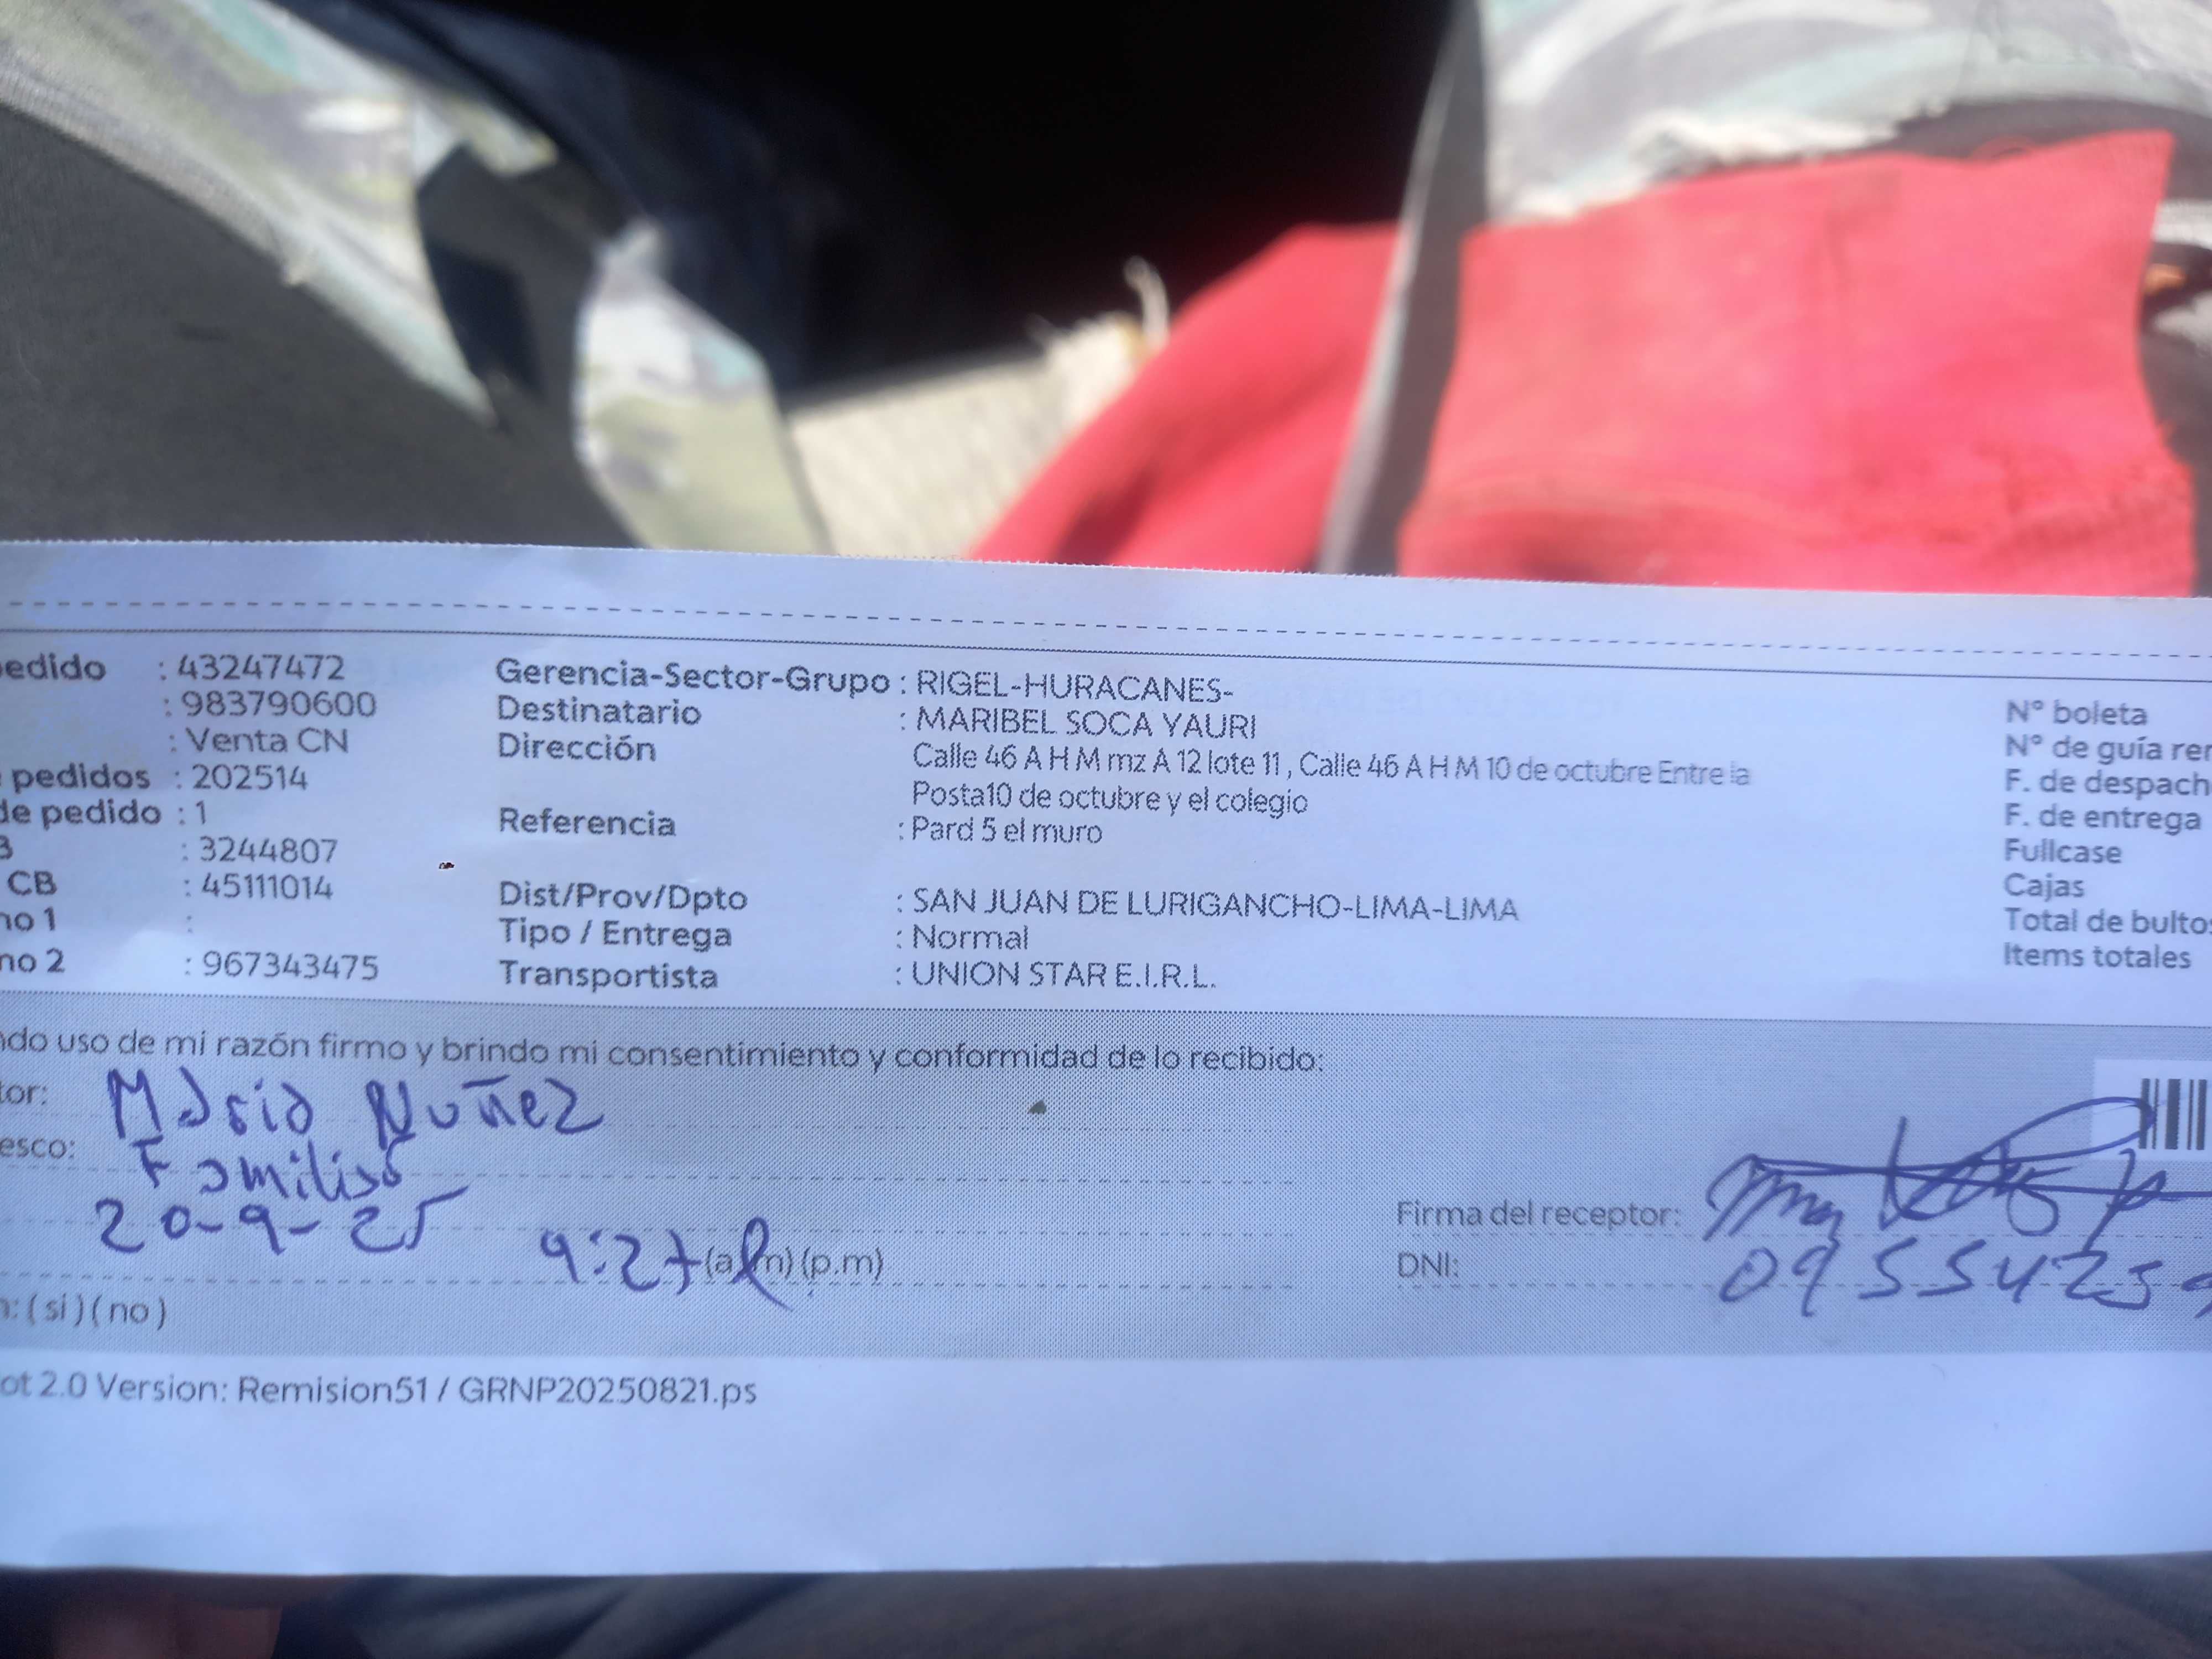 edido : 43247472
: 983790600
: Venta CN
pedidos : 202514
de pedido : 1
: 3244807
CB : 45111014
no 1 :
no 2 : 967343475
Gerencia-Sector-Grupo : RIGEL-HURACANES-
Destinatario : MARIBEL SOCA YAURI
Dirección Calle 46 A H M mz A 12 lote 11 , Calle 46 A H M 10 de octubre Entre la
Posta10 de octubre y el colegio
Referencia : Pard 5 el muro
Dist/Prov/Dpto : SAN JUAN DE LURIGANCHO-LIMA-LIMA
Tipo / Entrega : Normal
Transportista : UNION STAR E.I.R.L.
N° boleta
N° de guía rem
F. de despach
F. de entrega
Fullcase
Cajas
Total de bultos
Items totales
ndo uso de mi razón firmo y brindo mi consentimiento y conformidad de lo recibido:
tor: Maria Nuñez
esco: Familiar
20-9-25
9:27 (a.m) (p.m)
n: ( si ) ( no )
Firma del receptor:
DNI: 0955425
ot 2.0 Version: Remision51 / GRNP20250821.ps